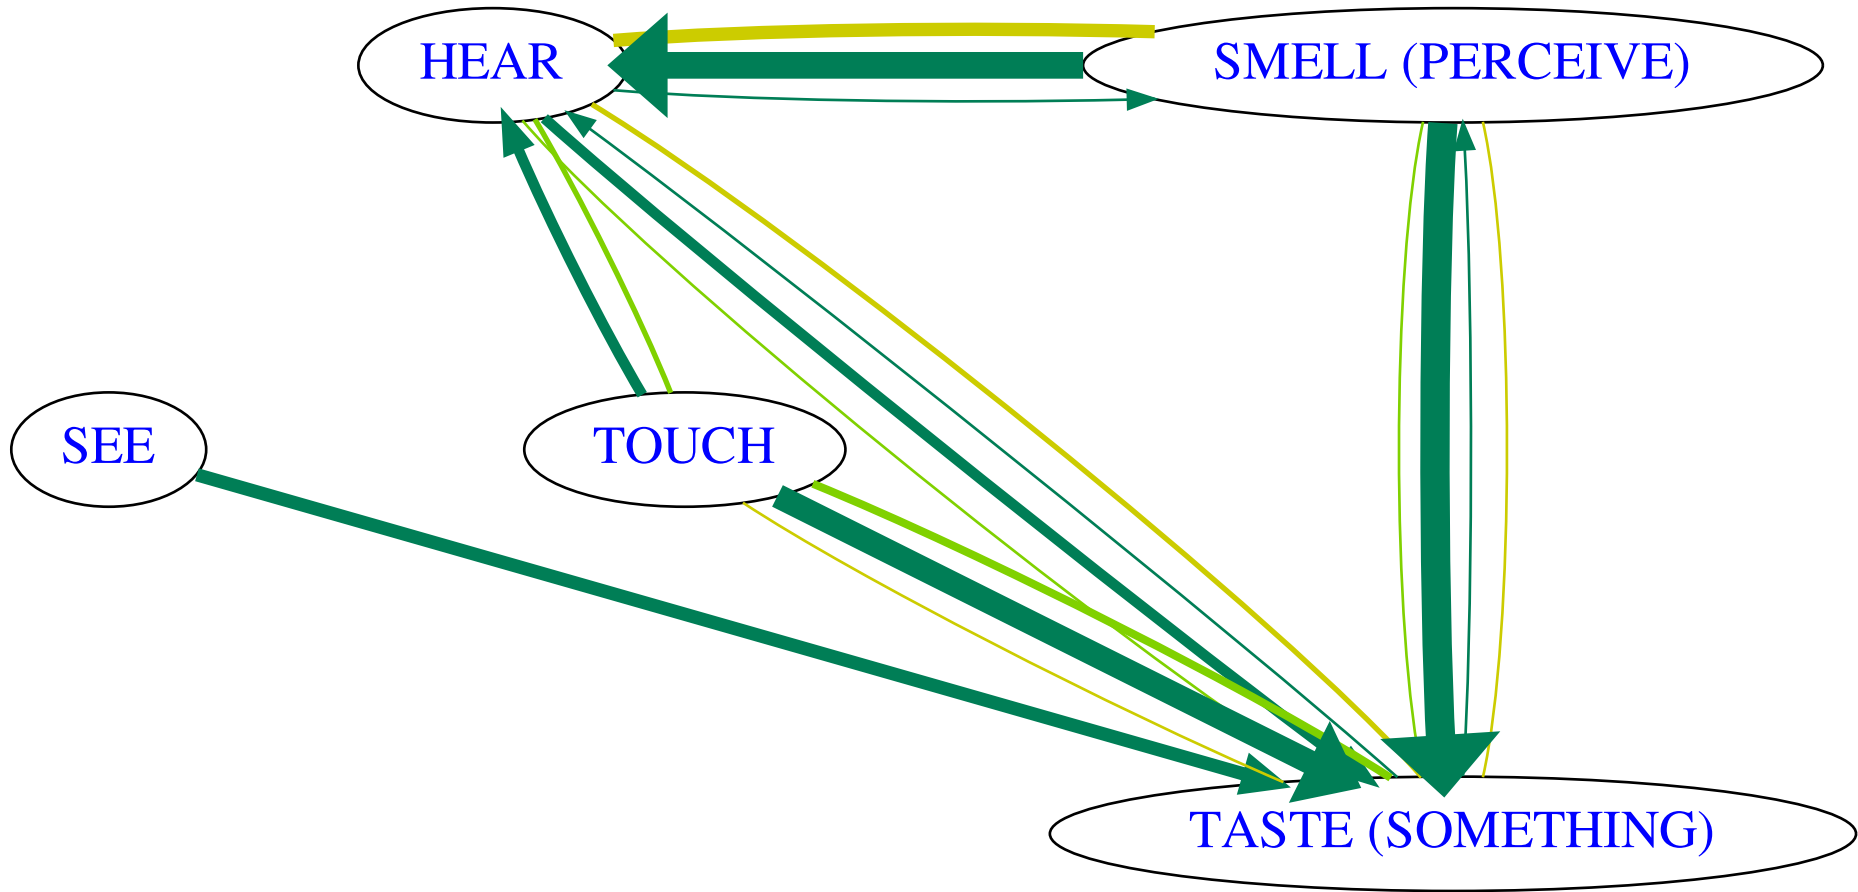 HEAR
SMELL (PERCEIVE)
SEE
TOUCH
TASTE (SOMETHING)